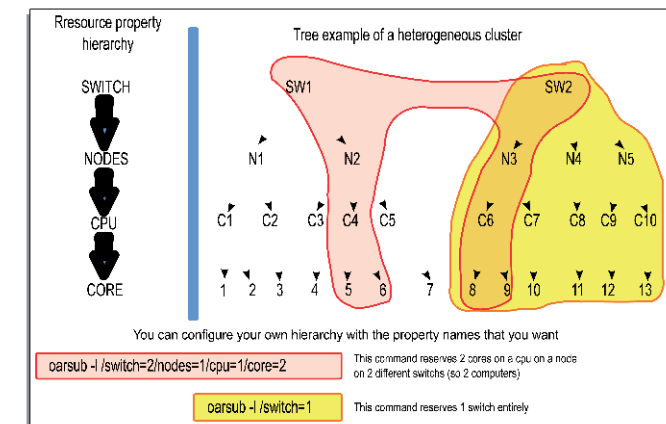 Rresource property
hierarchy
Tree example of a heterogeneous cluster
SWITCH
SW1
SW2
NODES
N1
N2
N3
N4
N5
CPU
C1
C2
C3
C4
C5
C6
C7
C8
C9
C10
CORE
1
2
3
4
5
6
7
8
9
10
11
12
13
You can configure your own hierarchy with the property names that you want
oarsub -I /switch=2/nodes=1/cpu=1/core=2
This command reserves 2 cores on a cpu on a node
on 2 different switchs (so 2 computers)
oarsub -I /switch=1
This command reserves 1 switch entirely